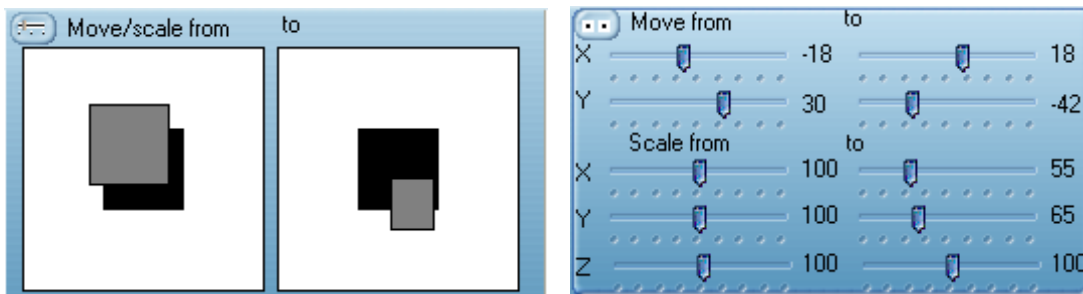 Move/scale from to
Move from to
X -18 18
Y 30 -42
Scale from to
X 100 55
Y 100 65
Z 100 100